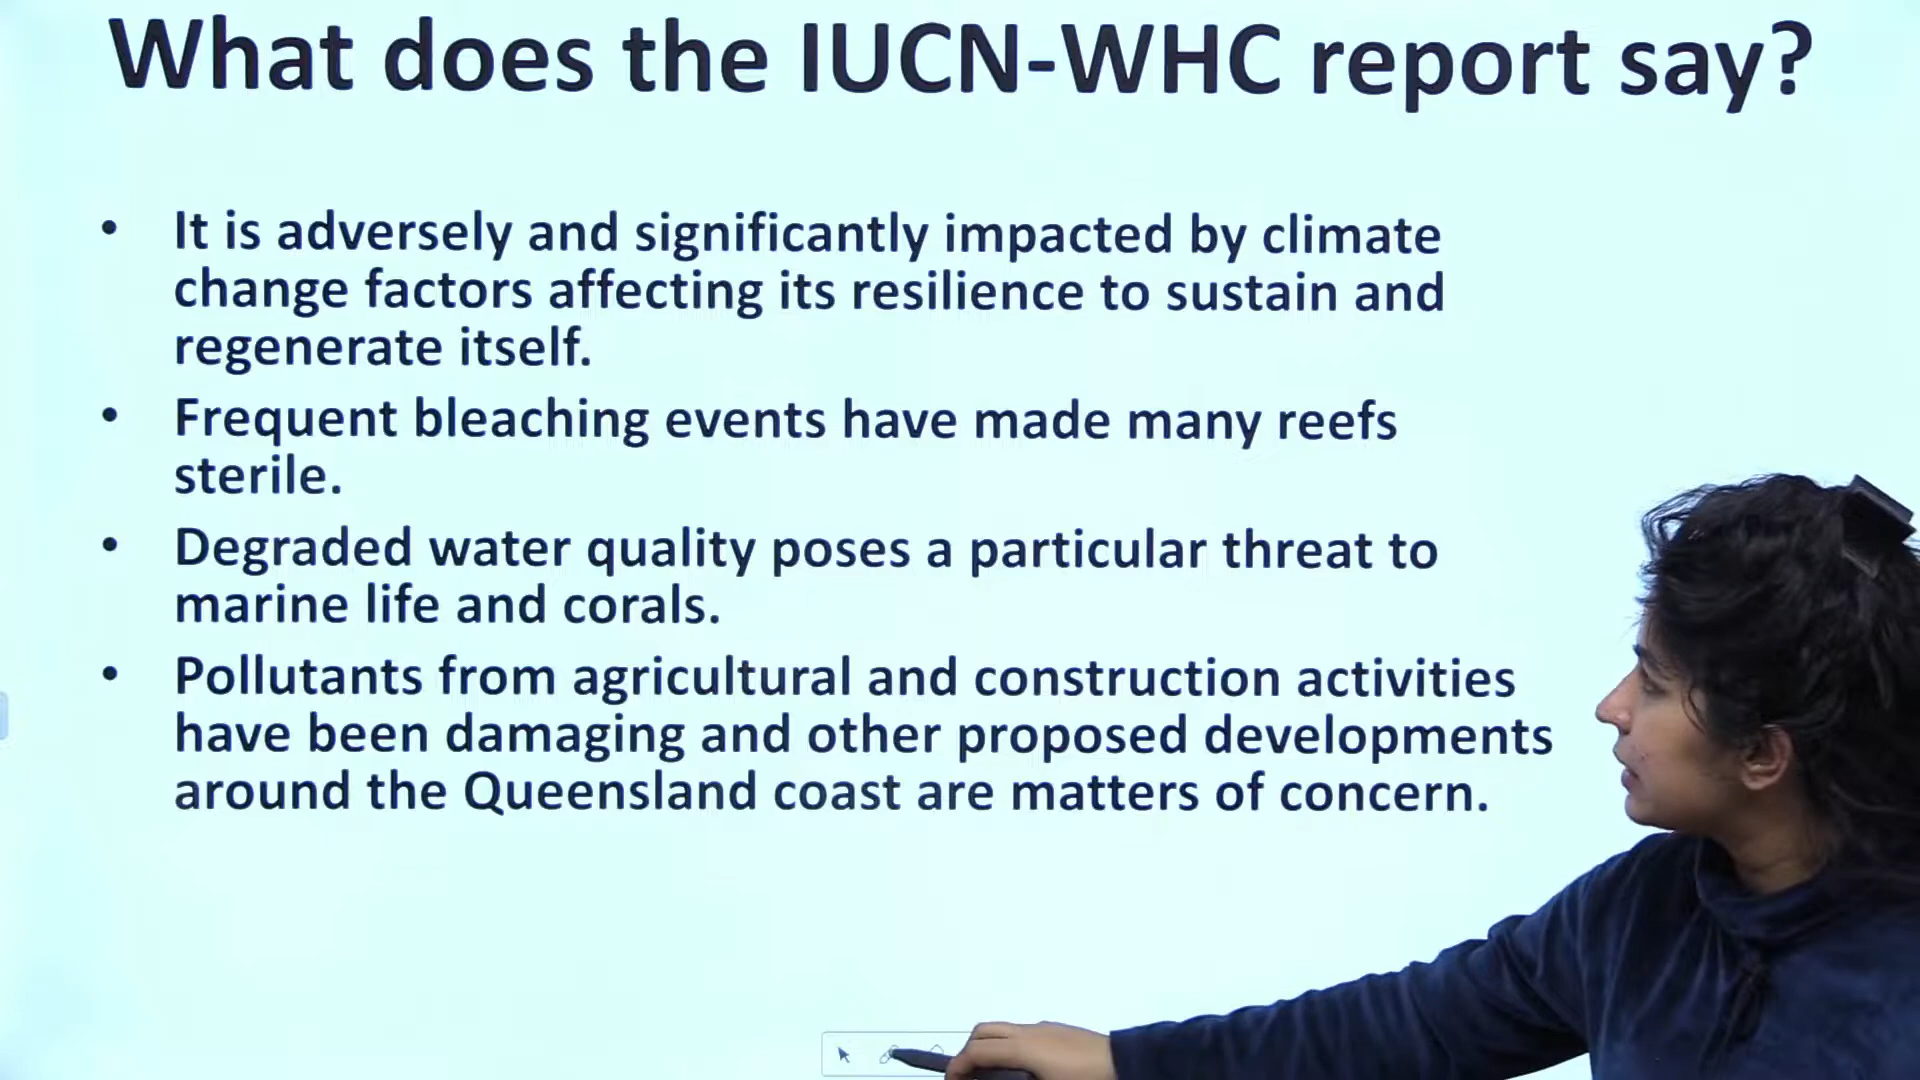 What does the IUCN-WHC report say?
• It is adversely and significantly impacted by climate
change factors affecting its resilience to sustain and
regenerate itself.
• Frequent bleaching events have made many reefs
sterile.
• Degraded water quality poses a particular threat to
marine life and corals.
• Pollutants from agricultural and construction activities
have been damaging and other proposed developments
around the Queensland coast are matters of concern.